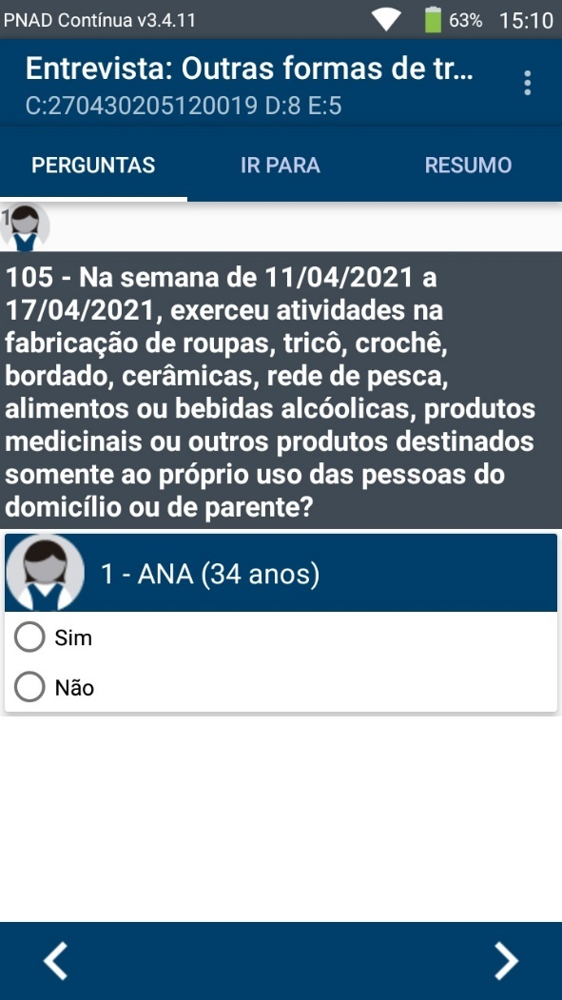 PNAD Contínua v3.4.11 63% 15:10
Entrevista: Outras formas de tr...
C:270430205120019 D:8 E:5
PERGUNTAS IR PARA RESUMO
1
105 - Na semana de 11/04/2021 a
17/04/2021, exerceu atividades na
fabricação de roupas, tricô, crochê,
bordado, cerâmicas, rede de pesca,
alimentos ou bebidas alcóolicas, produtos
medicinais ou outros produtos destinados
somente ao próprio uso das pessoas do
domicílio ou de parente?
1 - ANA (34 anos)
Sim
Não